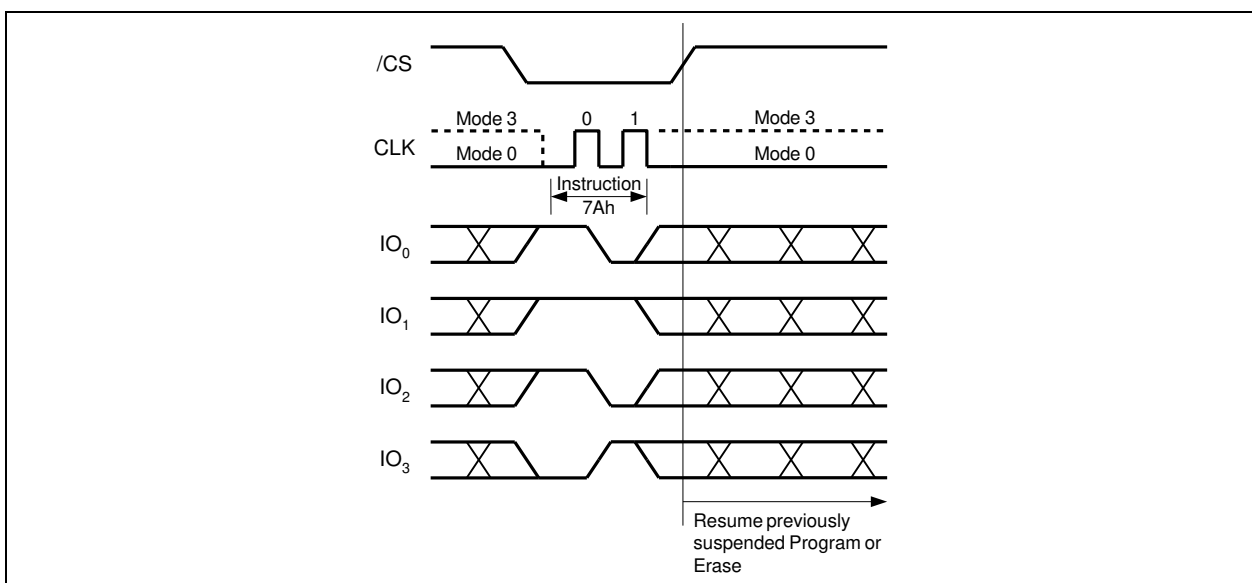 /CS
Mode 3 0 1 Mode 3
CLK
Mode 0 Mode 0
Instruction
7Ah
IO0
IO1
IO2
IO3
Resume previously
suspended Program or
Erase